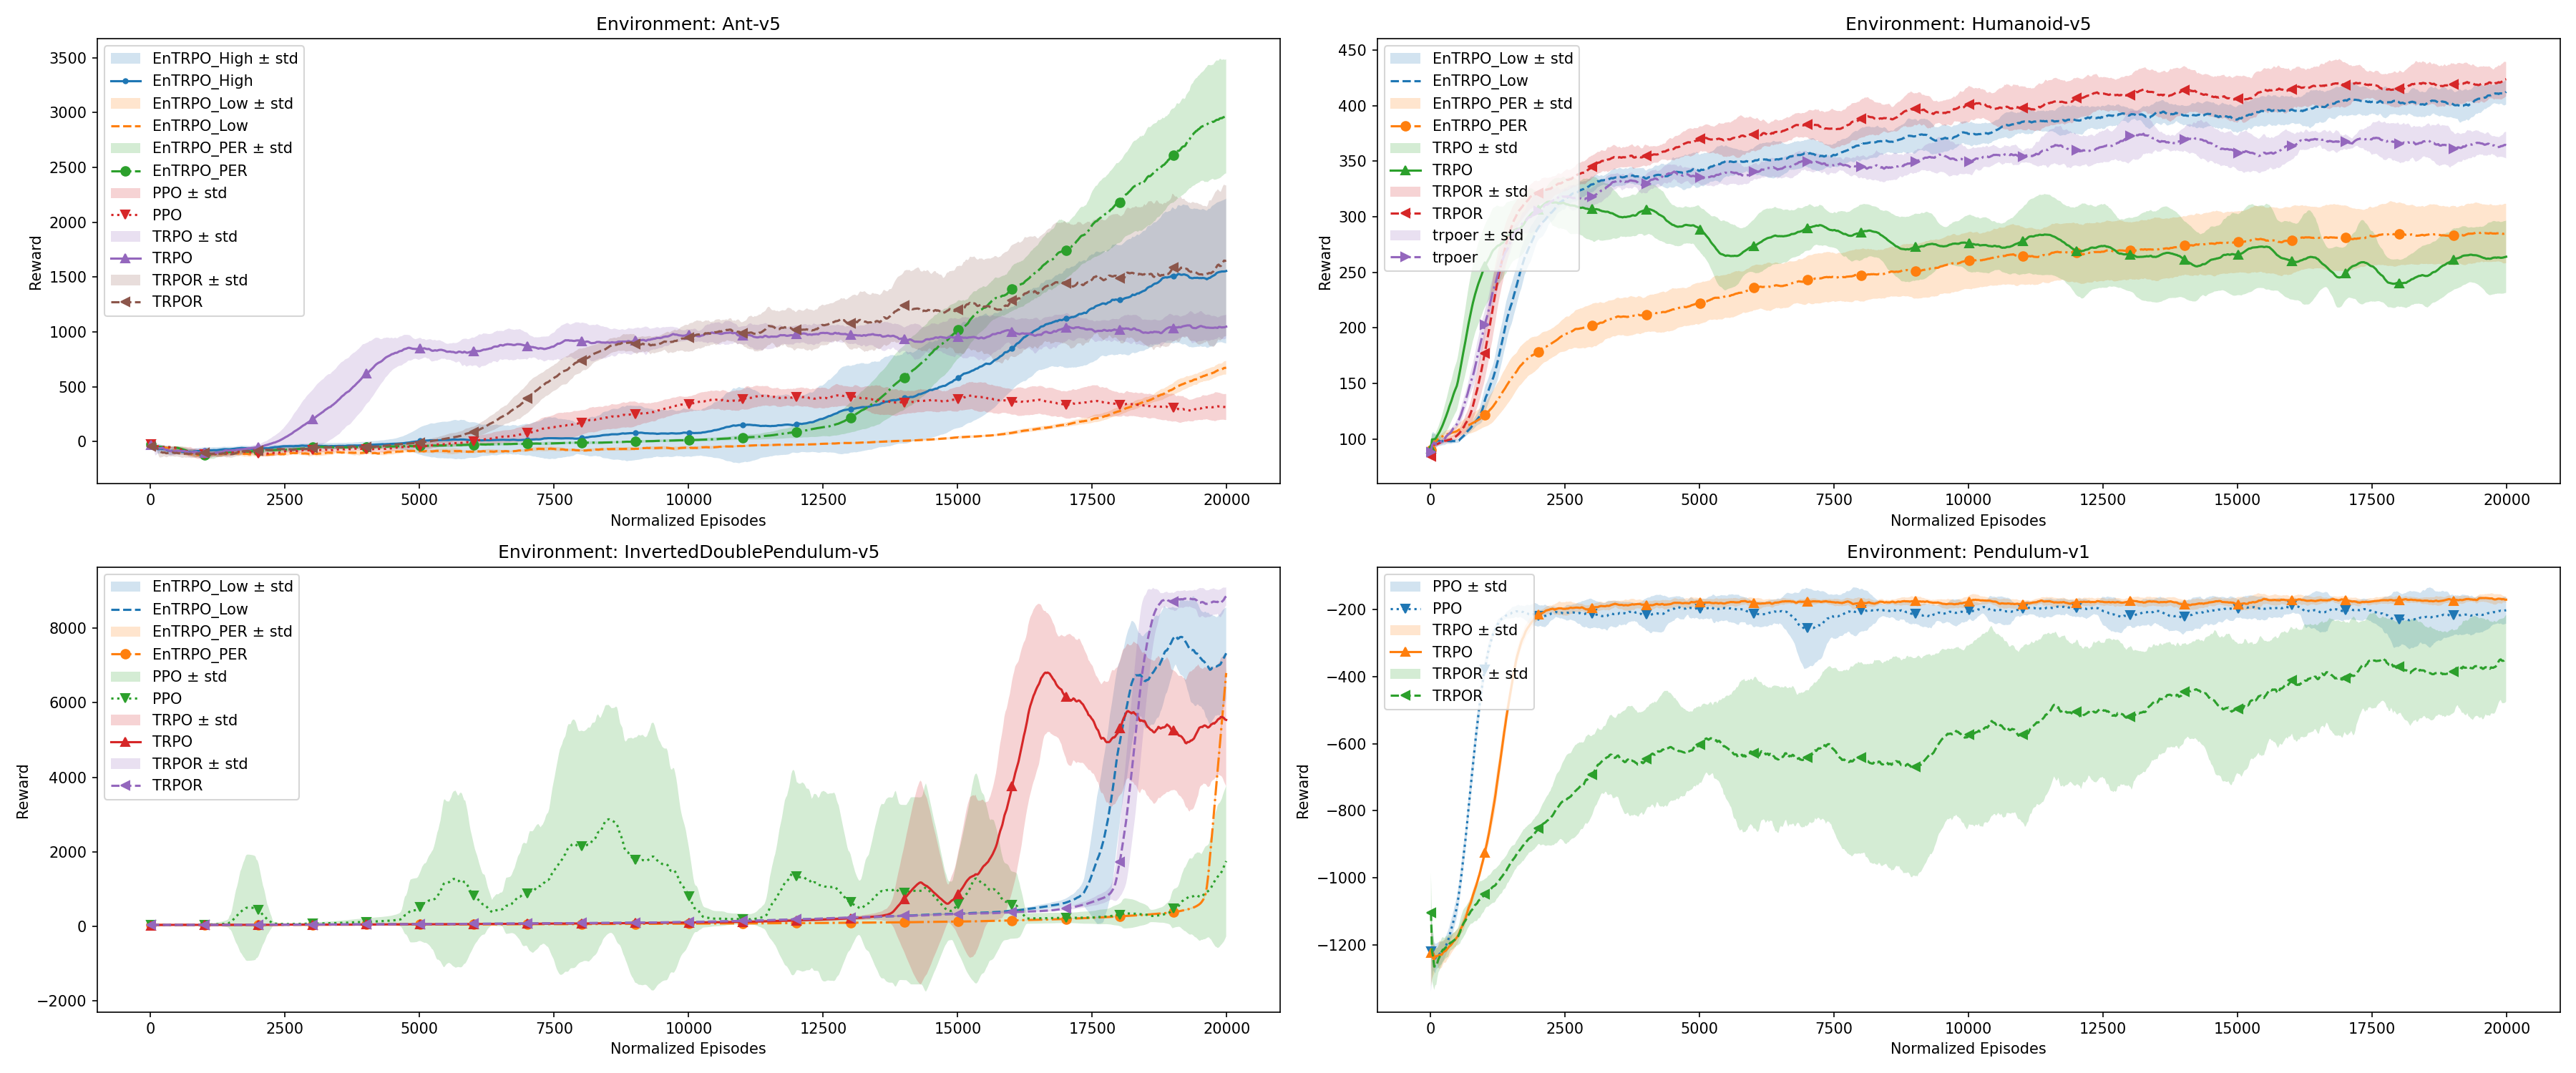 Environment: Ant-v5
3500
3000
2500
2000
1500
1000
500
0
Reward
EnTRPO_High ± std
EnTRPO_High
EnTRPO_Low ± std
EnTRPO_Low
EnTRPO_PER ± std
EnTRPO_PER
PPO ± std
PPO
TRPO ± std
TRPO
TRPOR ± std
TRPOR
0 2500 5000 7500 10000 12500 15000 17500 20000
Normalized Episodes
Environment: Humanoid-v5
450
400
350
300
250
200
150
100
Reward
EnTRPO_Low ± std
EnTRPO_Low
EnTRPO_PER ± std
EnTRPO_PER
TRPO ± std
TRPO
TRPOR ± std
TRPOR
trpoer ± std
trpoer
0 2500 5000 7500 10000 12500 15000 17500 20000
Normalized Episodes
Environment: InvertedDoublePendulum-v5
8000
6000
4000
2000
0
−2000
Reward
EnTRPO_Low ± std
EnTRPO_Low
EnTRPO_PER ± std
EnTRPO_PER
PPO ± std
PPO
TRPO ± std
TRPO
TRPOR ± std
TRPOR
0 2500 5000 7500 10000 12500 15000 17500 20000
Normalized Episodes
Environment: Pendulum-v1
−200
−400
−600
−800
−1000
−1200
Reward
PPO ± std
PPO
TRPO ± std
TRPO
TRPOR ± std
TRPOR
0 2500 5000 7500 10000 12500 15000 17500 20000
Normalized Episodes